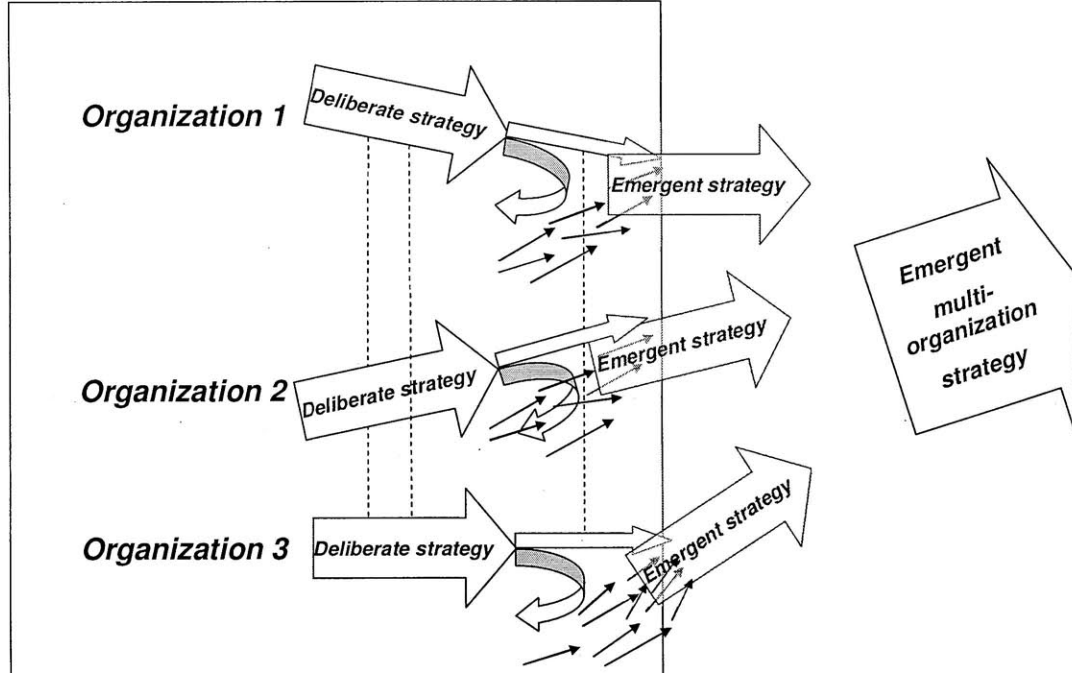 Organization 1
Deliberate strategy
Emergent strategy
Organization 2
Deliberate strategy
Emergent strategy
Organization 3
Deliberate strategy
Emergent strategy
Emergent
multi-
organization
strategy